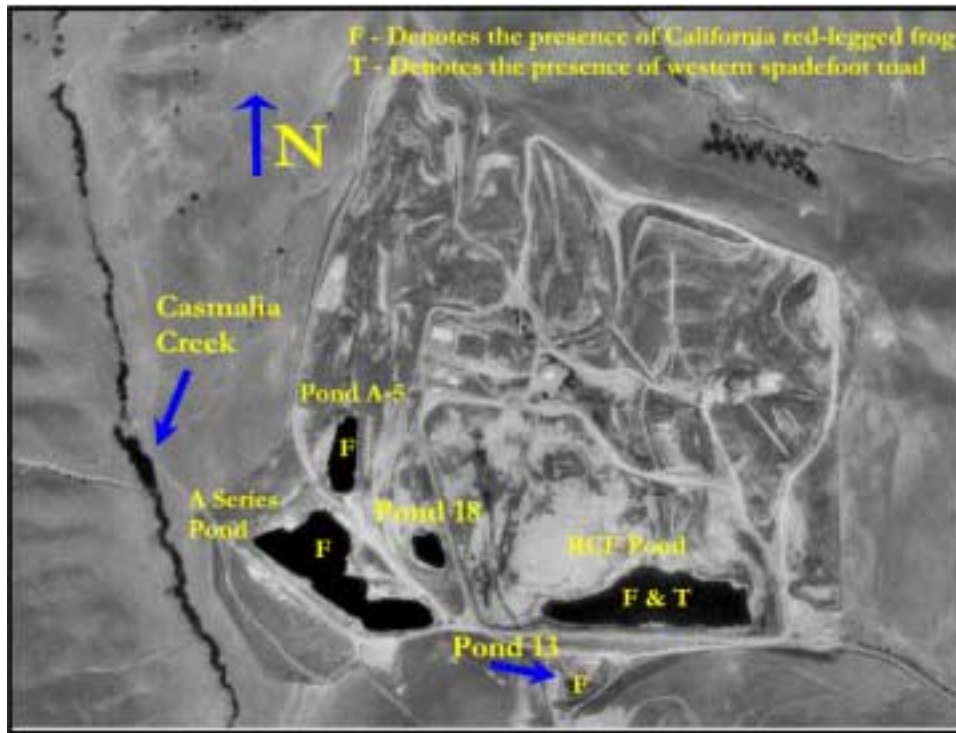 F - Denotes the presence of California red-legged frog
T - Denotes the presence of western spadefoot toad
N
Casmalia
Creek
Pond A-5
F
A Series
Pond
F
Pond 18
RCF Pond
F & T
Pond 13
F